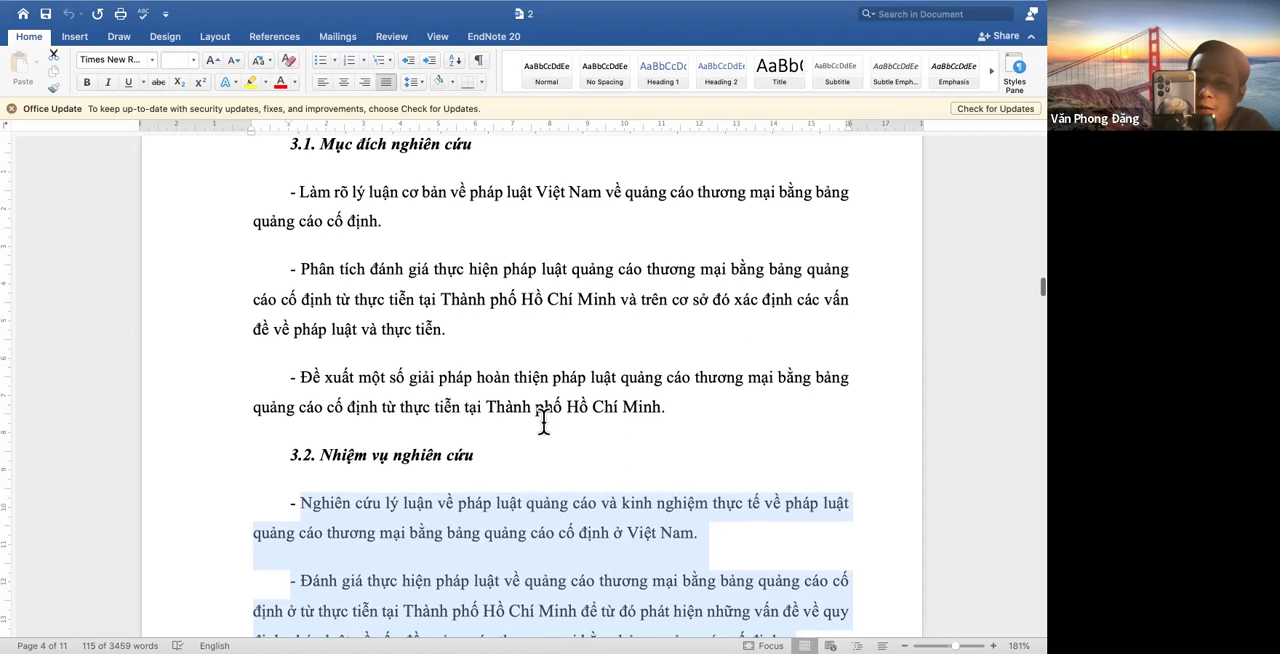 2
Search in Document
Home Insert Draw Design Layout References Mailings Review View EndNote 20
Share
Paste
Times New R...
AaBbCcDdEe AaBbCcDdEe AaBbCcDc AaBbCcDdEe AaBbC AaBbCcDdEe AaBbCcDdEe AaBbCcDdEe
Normal No Spacing Heading 1 Heading 2 Title Subtitle Subtle Emph... Emphasis
Styles
Pane
Office Update To keep up-to-date with security updates, fixes, and improvements, choose Check for Updates.
Check for Updates
Văn Phong Đặng
3.1. Mục đích nghiên cứu
- Làm rõ lý luận cơ bản về pháp luật Việt Nam về quảng cáo thương mại bằng bảng
quảng cáo cố định.
- Phân tích đánh giá thực hiện pháp luật quảng cáo thương mại bằng bảng quảng
cáo cố định từ thực tiễn tại Thành phố Hồ Chí Minh và trên cơ sở đó xác định các vấn
đề về pháp luật và thực tiễn.
- Đề xuất một số giải pháp hoàn thiện pháp luật quảng cáo thương mại bằng bảng
quảng cáo cố định từ thực tiễn tại Thành phố Hồ Chí Minh.
3.2. Nhiệm vụ nghiên cứu
- Nghiên cứu lý luận về pháp luật quảng cáo và kinh nghiệm thực tế về pháp luật
quảng cáo thương mại bằng bảng quảng cáo cố định ở Việt Nam.
- Đánh giá thực hiện pháp luật về quảng cáo thương mại bằng bảng quảng cáo cố
định ở từ thực tiễn tại Thành phố Hồ Chí Minh để từ đó phát hiện những vấn đề về quy
Page 4 of 11 115 of 3459 words English Focus 181%